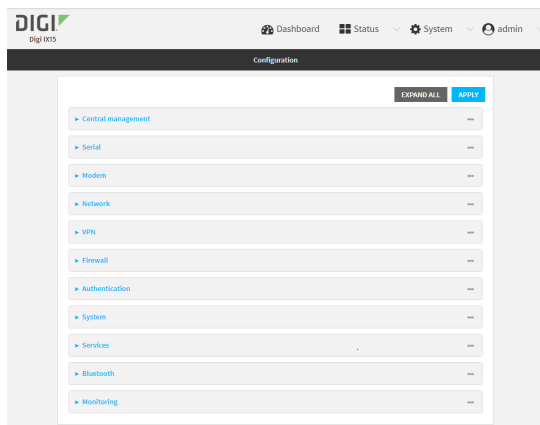 DIGI
Digi IX15
Dashboard Status System admin
Configuration
EXPAND ALL APPLY
Central management
Serial
Modem
Network
VPN
Firewall
Authentication
System
Services
Bluetooth
Monitoring